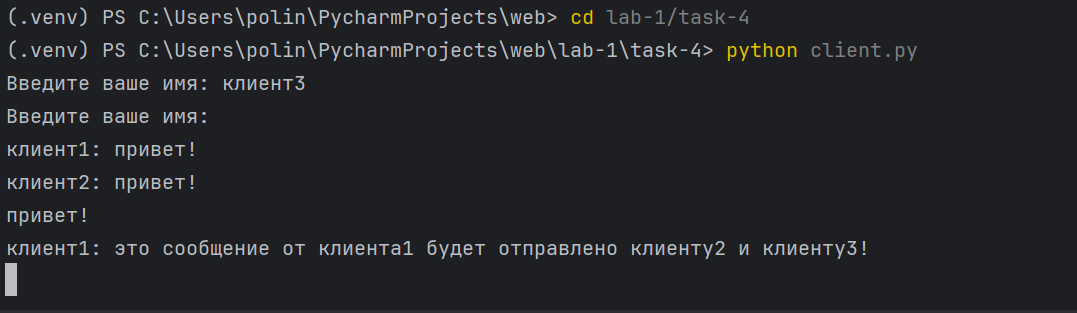 (.venv) PS C:\Users\polin\PycharmProjects\web> cd lab-1/task-4
(.venv) PS C:\Users\polin\PycharmProjects\web\lab-1\task-4> python client.py
Введите ваше имя: клиент3
Введите ваше имя:
клиент1: привет!
клиент2: привет!
привет!
клиент1: это сообщение от клиента1 будет отправлено клиенту2 и клиенту3!